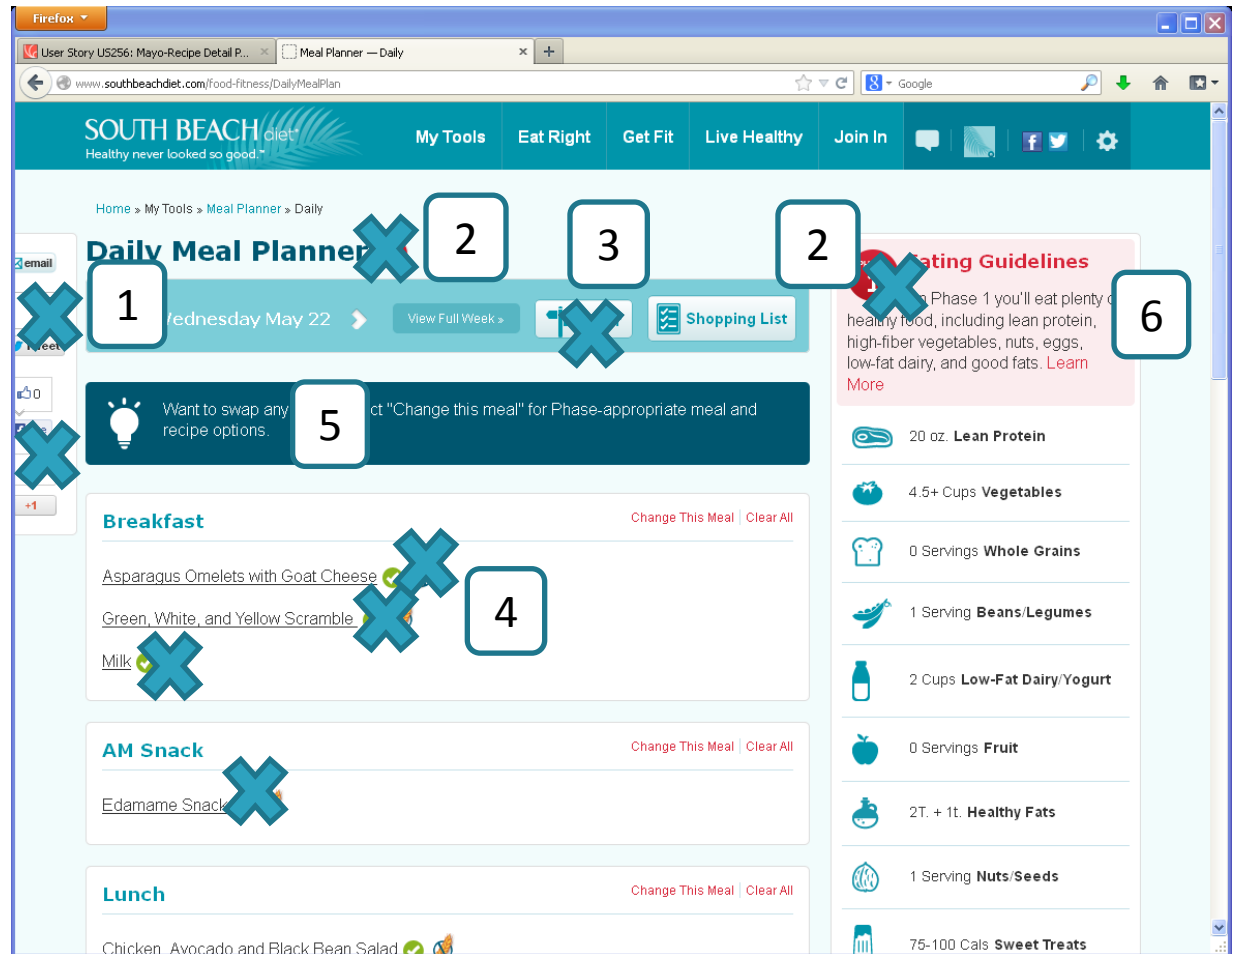 Firefox
User Story US256: Mayo-Recipe Detail P...
Meal Planner — Daily
www.southbeachdiet.com/food-fitness/DailyMealPlan
Google
SOUTH BEACH diet
Healthy never looked so good.™
My Tools
Eat Right
Get Fit
Live Healthy
Join In
Home » My Tools » Meal Planner » Daily
Daily Meal Planner
2
3
2
email
1
Wednesday May 22
View Full Week »
Shopping List
Tweet
0
+1
5
Want to swap any "Change this meal" for Phase-appropriate meal and
recipe options.
Breakfast
Change This Meal | Clear All
Asparagus Omelets with Goat Cheese
Green, White, and Yellow Scramble
Milk
4
AM Snack
Change This Meal | Clear All
Edamame Snack
Lunch
Change This Meal | Clear All
Chicken, Avocado and Black Bean Salad
Eating Guidelines
6
Phase 1 you'll eat plenty
healthy food, including lean protein,
high-fiber vegetables, nuts, eggs,
low-fat dairy, and good fats. Learn
More
20 oz. Lean Protein
4.5+ Cups Vegetables
0 Servings Whole Grains
1 Serving Beans/Legumes
2 Cups Low-Fat Dairy/Yogurt
0 Servings Fruit
2T. + 1t. Healthy Fats
1 Serving Nuts/Seeds
75-100 Cals Sweet Treats